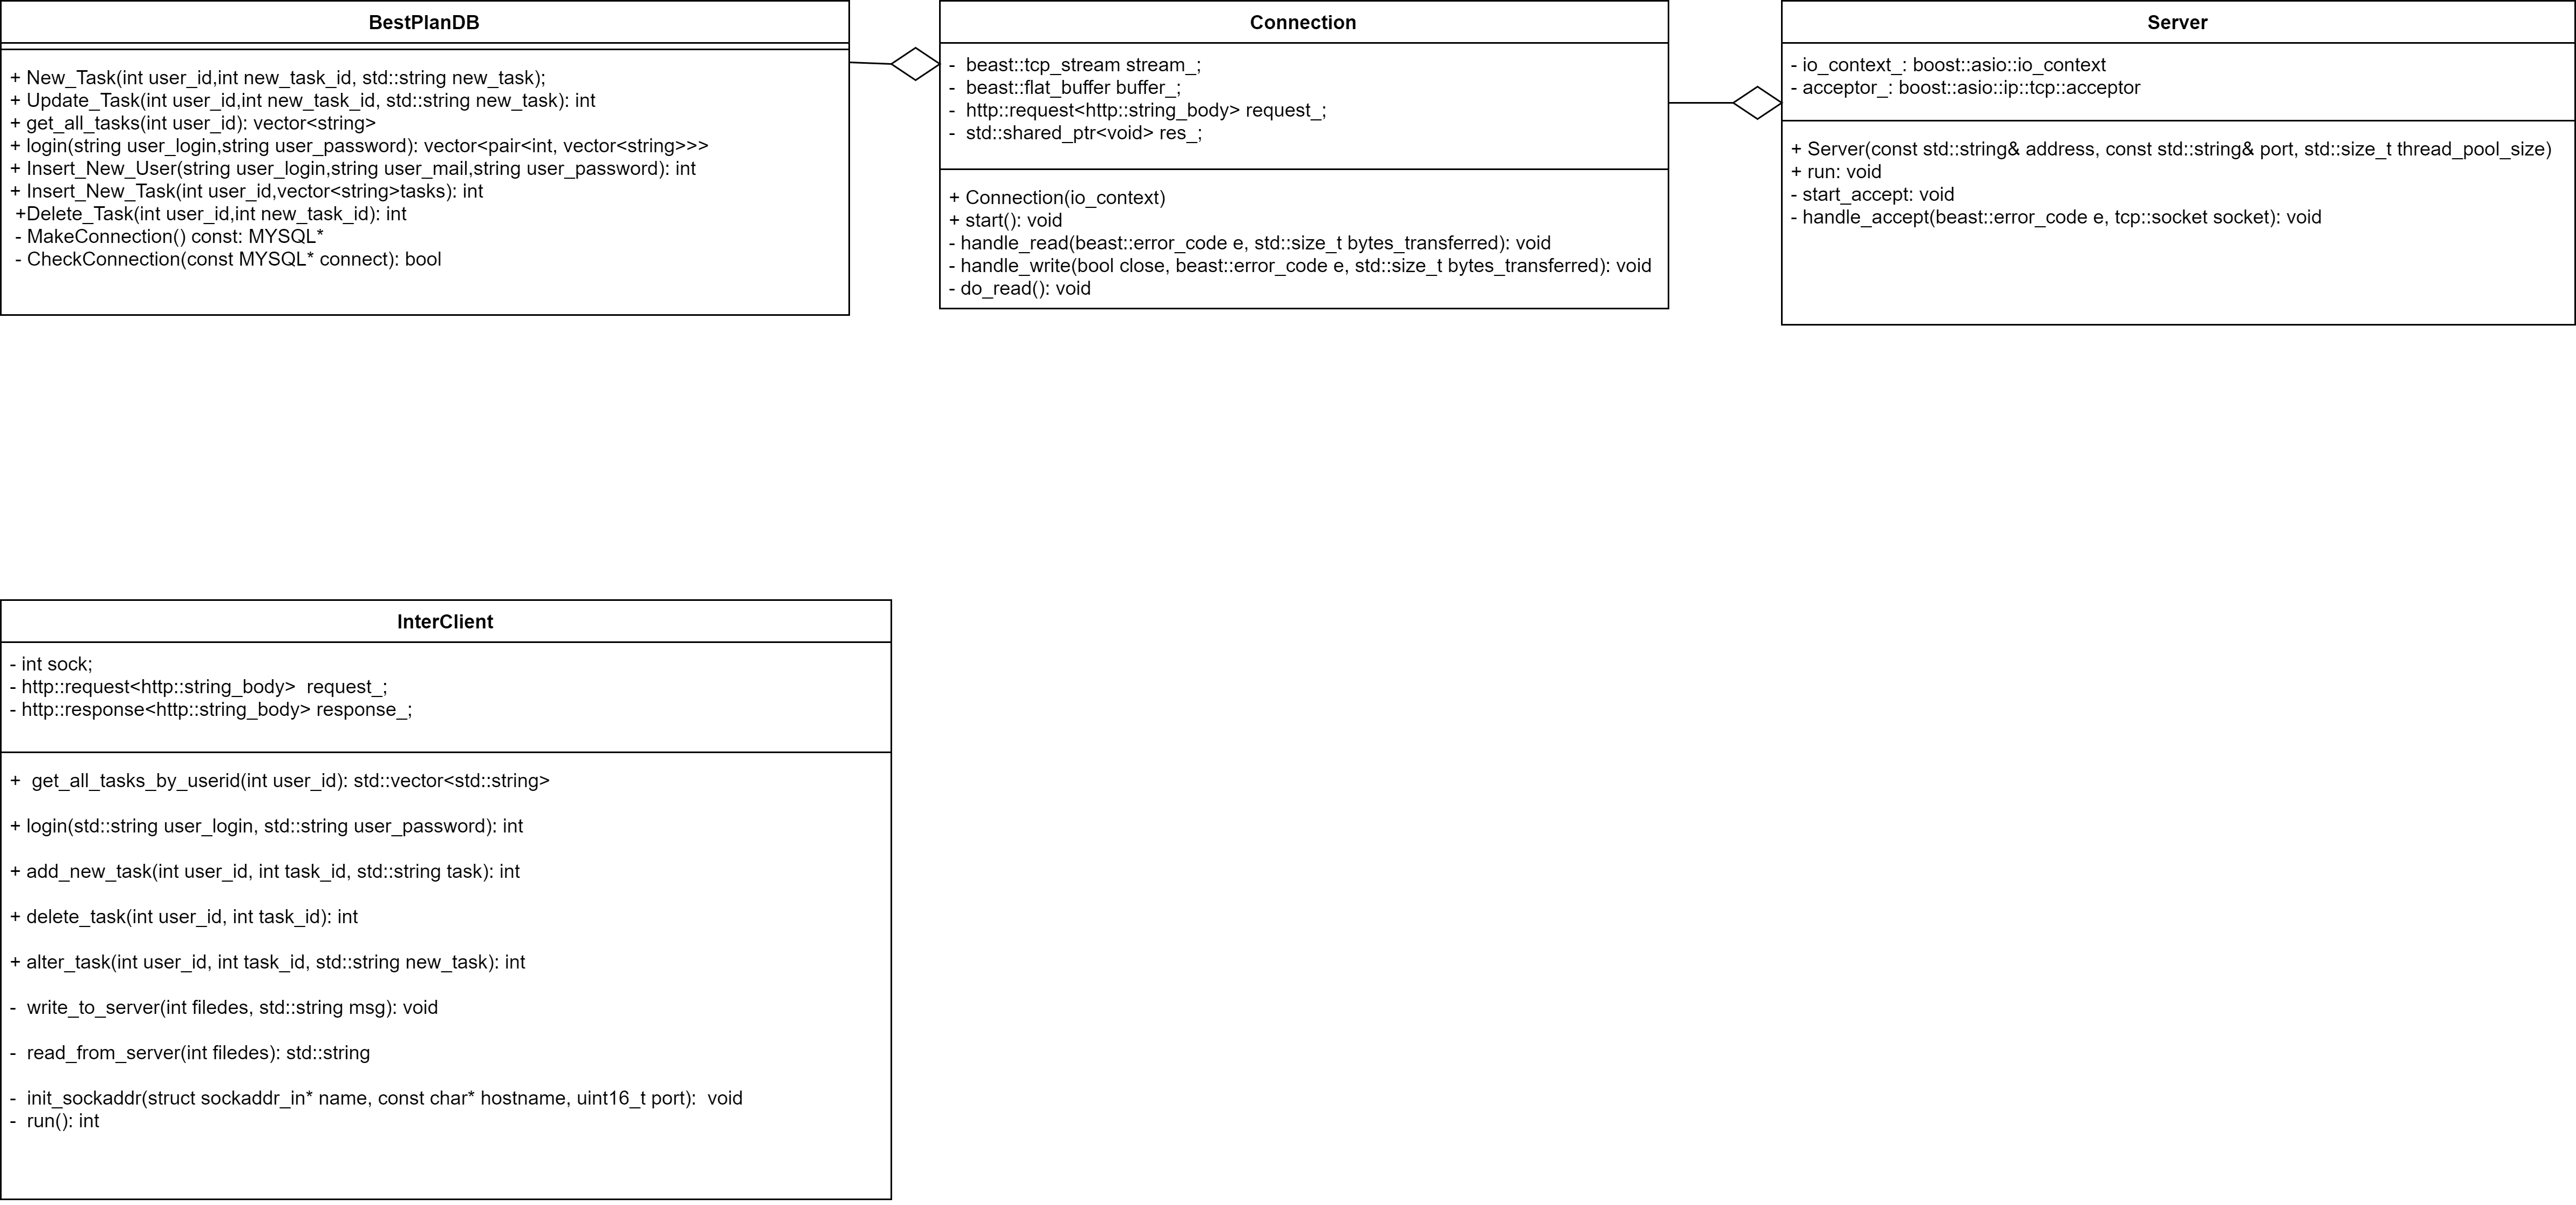 BestPlanDB
+ New_Task(int user_id,int new_task_id, std::string new_task);
+ Update_Task(int user_id,int new_task_id, std::string new_task): int
+ get_all_tasks(int user_id): vector<string>
+ login(string user_login,string user_password): vector<pair<int, vector<string>>>
+ Insert_New_User(string user_login,string user_mail,string user_password): int
+ Insert_New_Task(int user_id,vector<string>tasks): int
+Delete_Task(int user_id,int new_task_id): int
- MakeConnection() const: MYSQL*
- CheckConnection(const MYSQL* connect): bool
Connection
- beast::tcp_stream stream_;
- beast::flat_buffer buffer_;
- http::request<http::string_body> request_;
- std::shared_ptr<void> res_;
+ Connection(io_context)
+ start(): void
- handle_read(beast::error_code e, std::size_t bytes_transferred): void
- handle_write(bool close, beast::error_code e, std::size_t bytes_transferred): void
- do_read(): void
Server
- io_context_: boost::asio::io_context
- acceptor_: boost::asio::ip::tcp::acceptor
+ Server(const std::string& address, const std::string& port, std::size_t thread_pool_size)
+ run: void
- start_accept: void
- handle_accept(beast::error_code e, tcp::socket socket): void
InterClient
- int sock;
- http::request<http::string_body>  request_;
- http::response<http::string_body> response_;
+  get_all_tasks_by_userid(int user_id): std::vector<std::string>
+ login(std::string user_login, std::string user_password): int
+ add_new_task(int user_id, int task_id, std::string task): int
+ delete_task(int user_id, int task_id): int
+ alter_task(int user_id, int task_id, std::string new_task): int
-  write_to_server(int filedes, std::string msg): void
-  read_from_server(int filedes): std::string
-  init_sockaddr(struct sockaddr_in* name, const char* hostname, uint16_t port):  void
-  run(): int